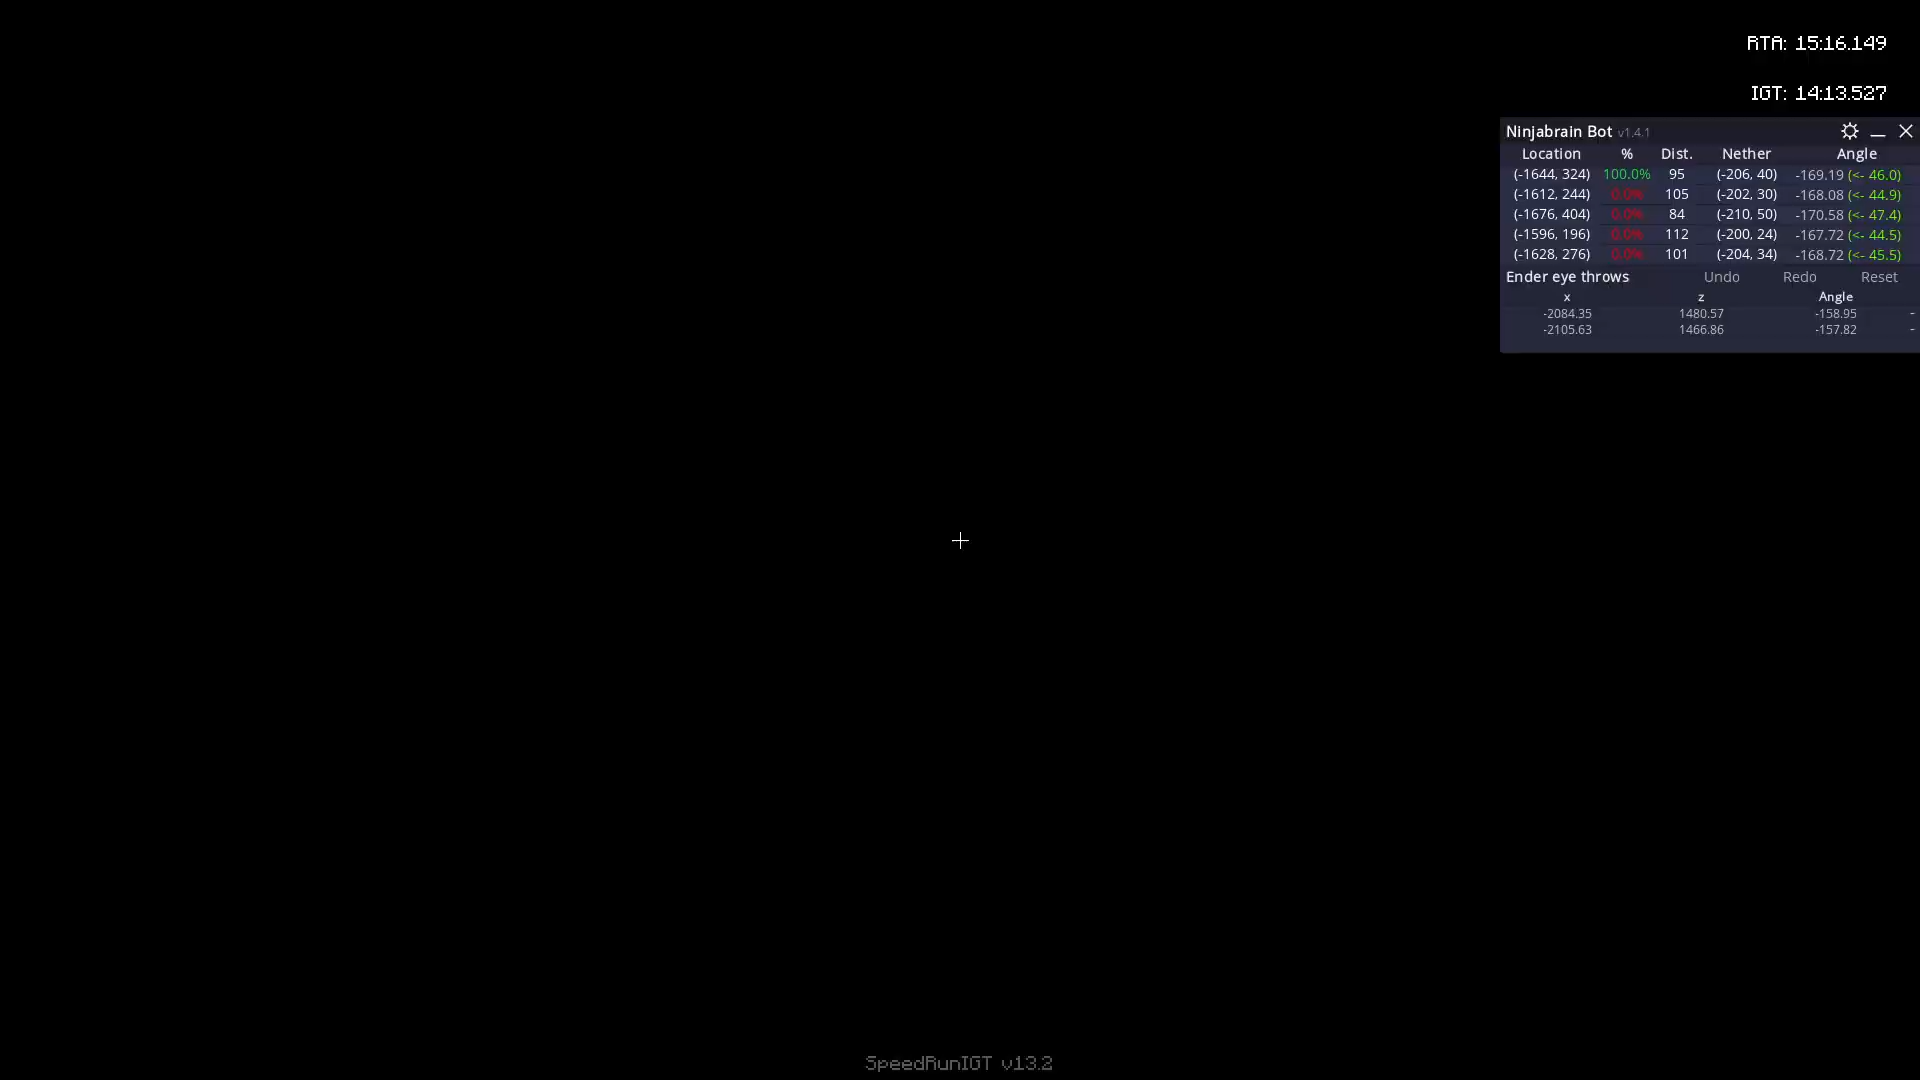 RTA: 15:16.149
IGT: 14:13.527
Ninjabrain Bot v1.4.1
Location % Dist. Nether Angle
(-1644, 324) 100.0% 95 (-206, 40) -169.19 (<- 46.0)
(-1612, 244) 0.0% 105 (-202, 30) -168.08 (<- 44.9)
(-1676, 404) 0.0% 84 (-210, 50) -170.58 (<- 47.4)
(-1596, 196) 0.0% 112 (-200, 24) -167.72 (<- 44.5)
(-1628, 276) 0.0% 101 (-204, 34) -168.72 (<- 45.5)
Ender eye throws Undo Redo Reset
x z Angle
-2084.35 1480.57 -158.95 -
-2105.63 1466.86 -157.82 -
SpeedRunIGT v13.2